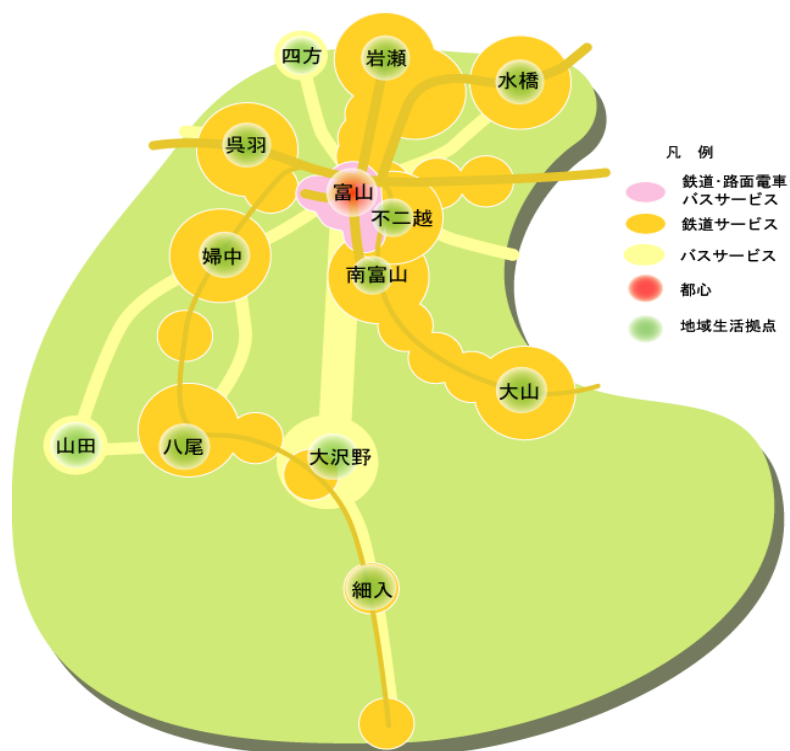 四方
岩瀬
水橋
呉羽
凡 例
富山
鉄道・路面電車
バスサービス
不二越
鉄道サービス
婦中
バスサービス
南富山
都心
地域生活拠点
大山
山田
八尾
大沢野
細入